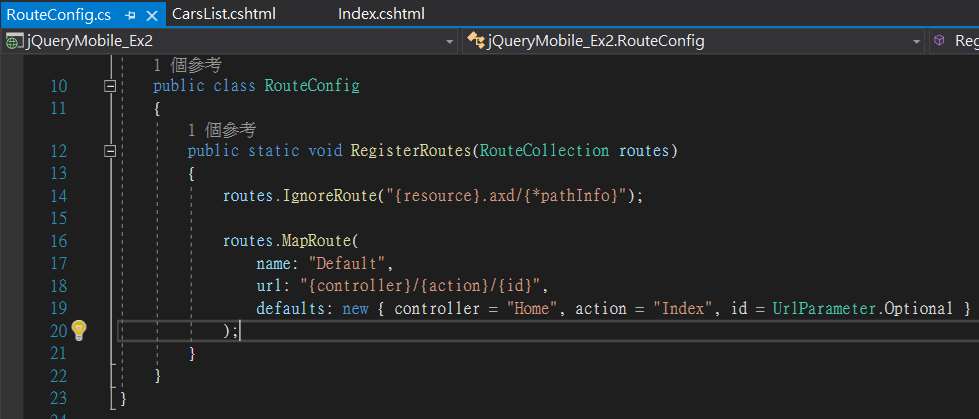 RouteConfig.cs CarsList.cshtml Index.cshtml
jQueryMobile_Ex2 jQueryMobile_Ex2.RouteConfig Reg
1 個參考
10 public class RouteConfig
11 {
1 個參考
12 public static void RegisterRoutes(RouteCollection routes)
13 {
14 routes.IgnoreRoute("{resource}.axd/{*pathInfo}");
15
16 routes.MapRoute(
17 name: "Default",
18 url: "{controller}/{action}/{id}",
19 defaults: new { controller = "Home", action = "Index", id = UrlParameter.Optional }
20 );
21 }
22 }
23 }
24